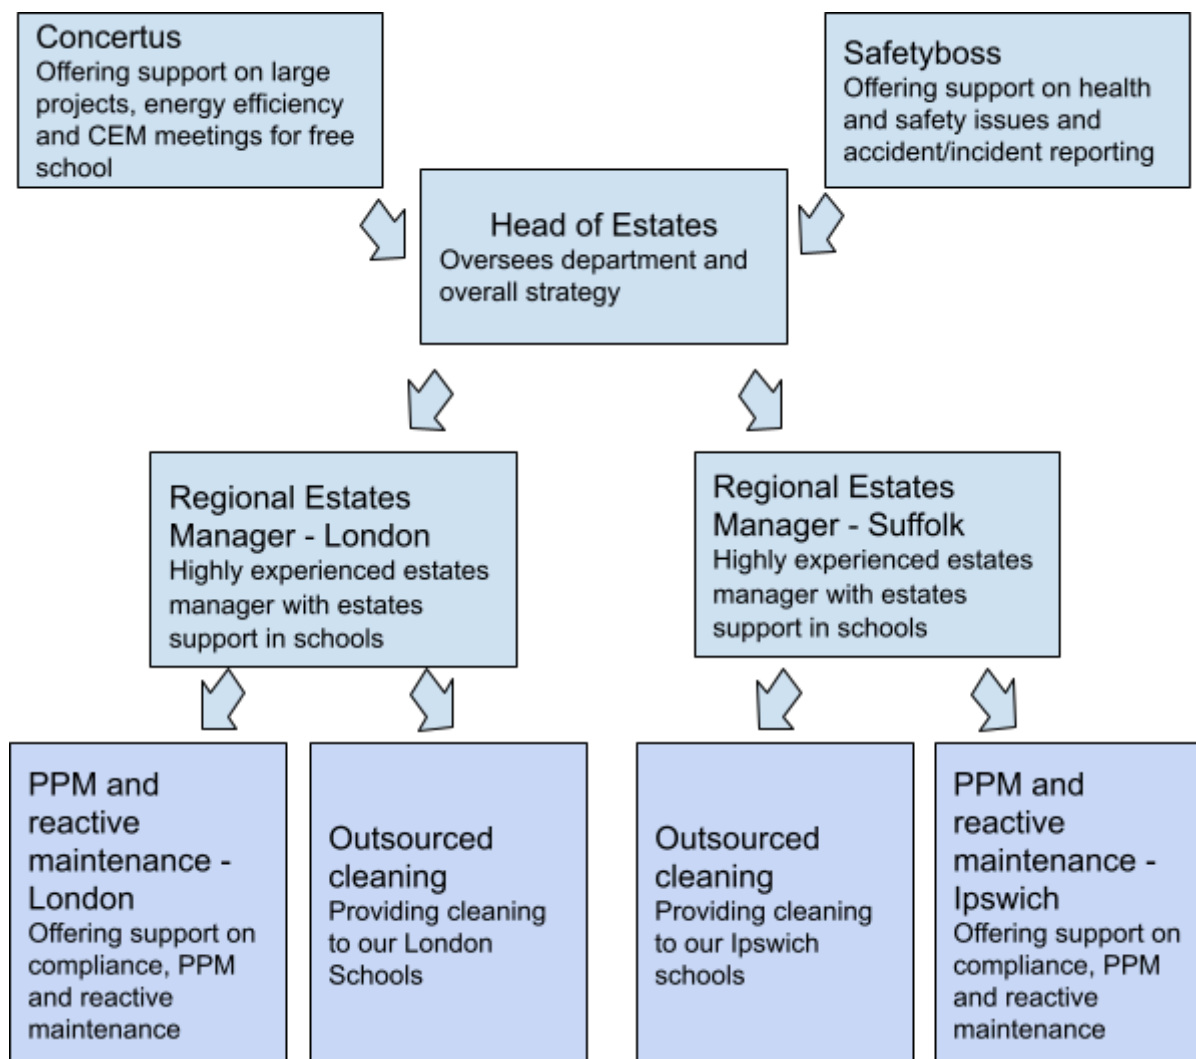 Concertus
Offering support on large
projects, energy efficiency
and CEM meetings for free
school
Safetyboss
Offering support on health
and safety issues and
accident/incident reporting
Head of Estates
Oversees department and
overall strategy
Regional Estates
Manager - London
Highly experienced estates
manager with estates
support in schools
Regional Estates
Manager - Suffolk
Highly experienced estates
manager with estates
support in schools
PPM and
reactive
maintenance -
London
Offering support on
compliance, PPM
and reactive
maintenance
Outsourced
cleaning
Providing cleaning
to our London
Schools
Outsourced
cleaning
Providing cleaning
to our Ipswich
schools
PPM and
reactive
maintenance -
Ipswich
Offering support on
compliance, PPM
and reactive
maintenance